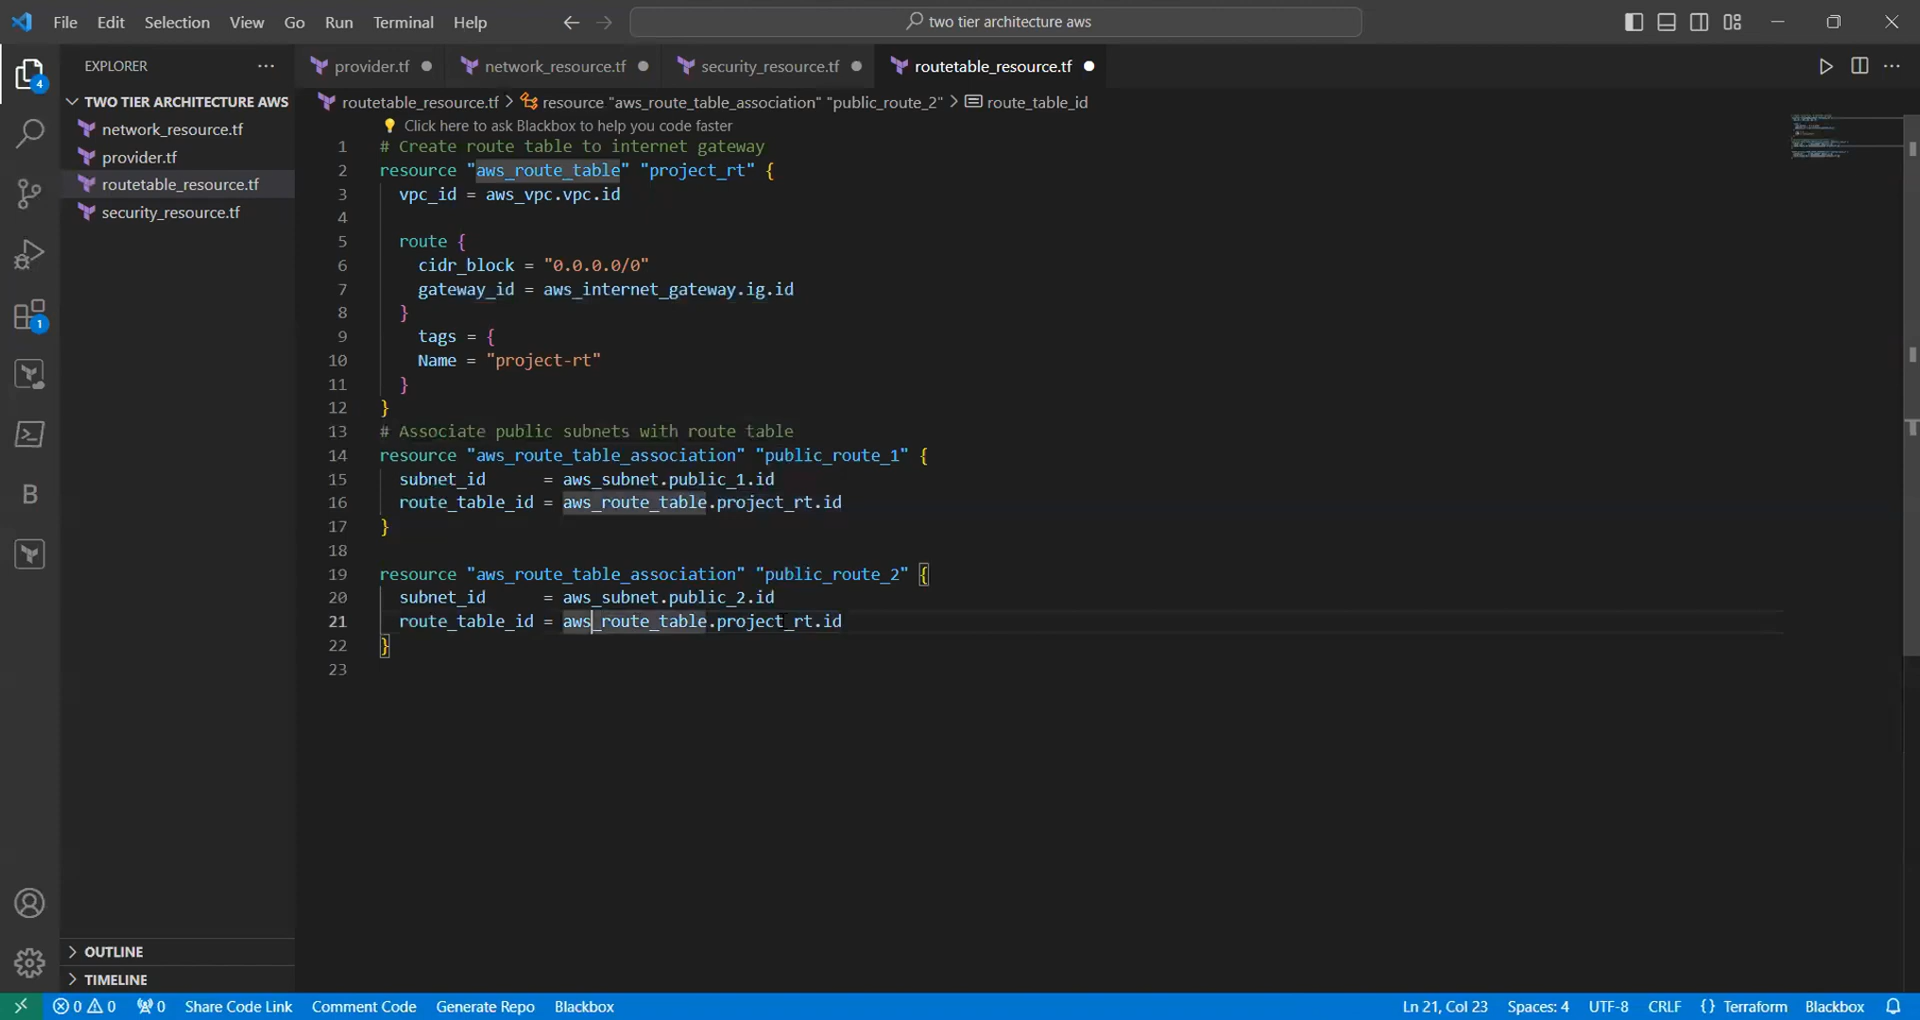 File Edit Selection View Go Run Terminal Help
two tier architecture aws
EXPLORER
provider.tf
network_resource.tf
security_resource.tf
routetable_resource.tf
TWO TIER ARCHITECTURE AWS
routetable_resource.tf > resource "aws_route_table_association" "public_route_2" > route_table_id
network_resource.tf
provider.tf
routetable_resource.tf
security_resource.tf
4
1
B
Click here to ask Blackbox to help you code faster
1 # Create route table to internet gateway
2 resource "aws_route_table" "project_rt" {
3 vpc_id = aws_vpc.vpc.id
4
5 route {
6 cidr_block = "0.0.0.0/0"
7 gateway_id = aws_internet_gateway.ig.id
8 }
9 tags = {
10 Name = "project-rt"
11 }
12 }
13 # Associate public subnets with route table
14 resource "aws_route_table_association" "public_route_1" {
15 subnet_id = aws_subnet.public_1.id
16 route_table_id = aws_route_table.project_rt.id
17 }
18
19 resource "aws_route_table_association" "public_route_2" {
20 subnet_id = aws_subnet.public_2.id
21 route_table_id = aws_route_table.project_rt.id
22 }
23
OUTLINE
TIMELINE
0 0 0 Share Code Link Comment Code Generate Repo Blackbox Ln 21, Col 23 Spaces: 4 UTF-8 CRLF {} Terraform Blackbox